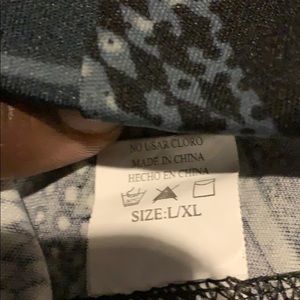 NO USAR CLORO
MADE IN CHINA
HECHO EN CHINA
SIZE:L/XL